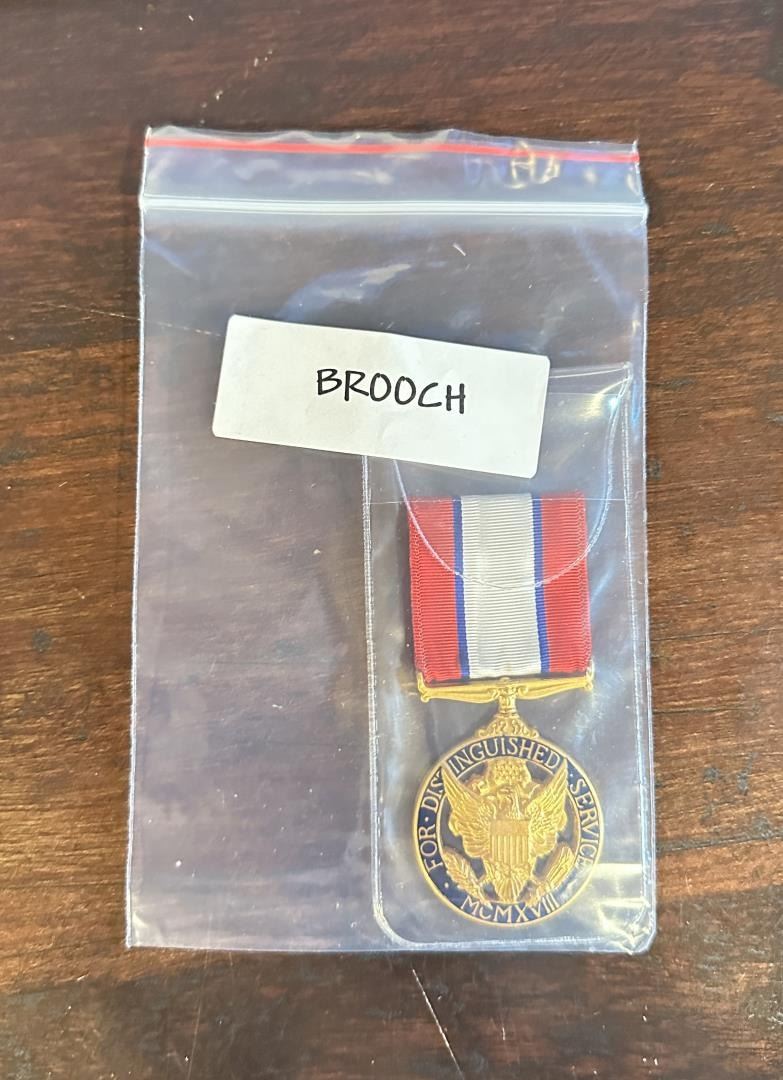 BROOCH
FOR · DISTINGUISHED · SERVICE ·
MCMXVIII